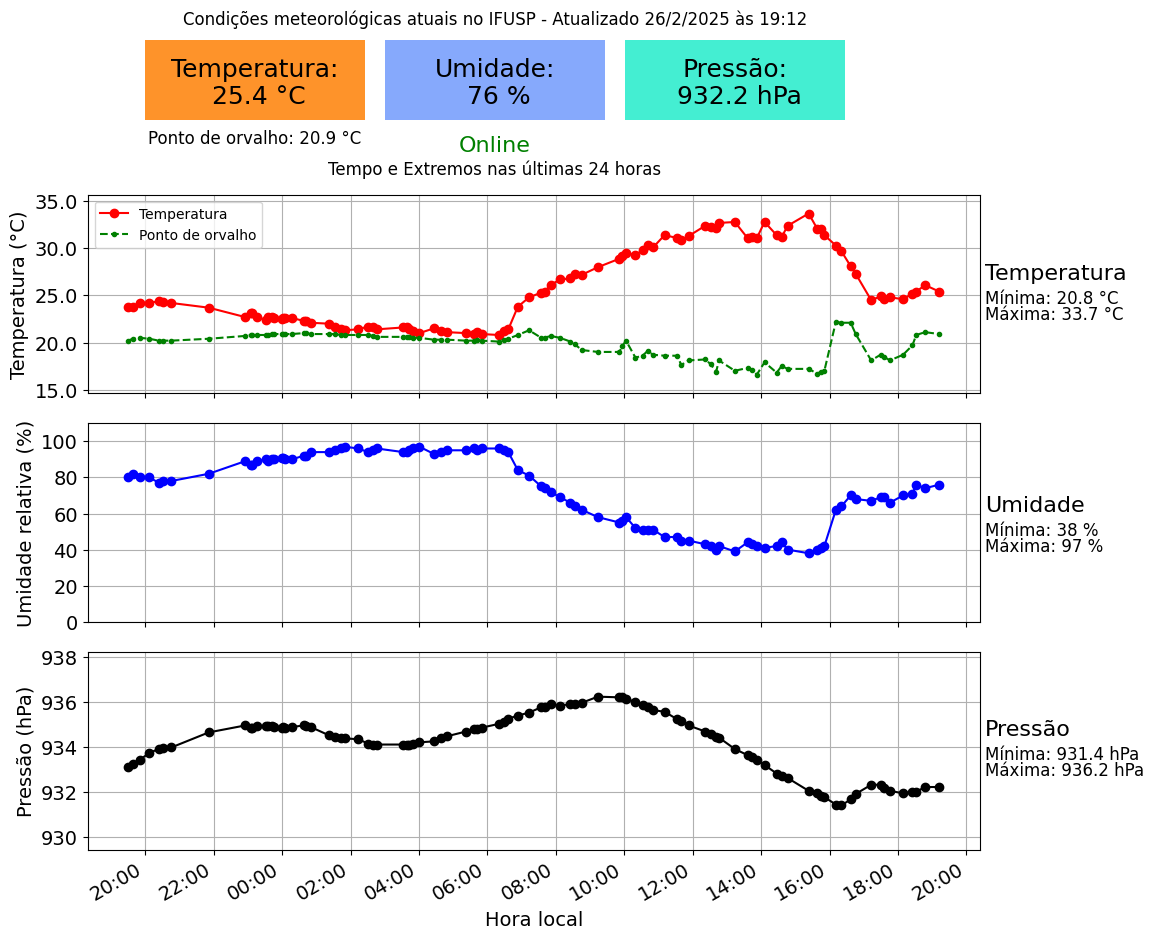 Condições meteorológicas atuais no IFUSP - Atualizado 26/2/2025 às 19:12
Temperatura:
25.4 °C
Umidade:
76 %
Pressão:
932.2 hPa
Ponto de orvalho: 20.9 °C
Online
Tempo e Extremos nas últimas 24 horas
Temperatura (°C)
35.0
30.0
25.0
20.0
15.0
Temperatura
Ponto de orvalho
Temperatura
Mínima: 20.8 °C
Máxima: 33.7 °C
Umidade relativa (%)
100
80
60
40
20
0
Umidade
Mínima: 38 %
Máxima: 97 %
Pressão (hPa)
938
936
934
932
930
Pressão
Mínima: 931.4 hPa
Máxima: 936.2 hPa
20:00 22:00 00:00 02:00 04:00 06:00 08:00 10:00 12:00 14:00 16:00 18:00 20:00
Hora local